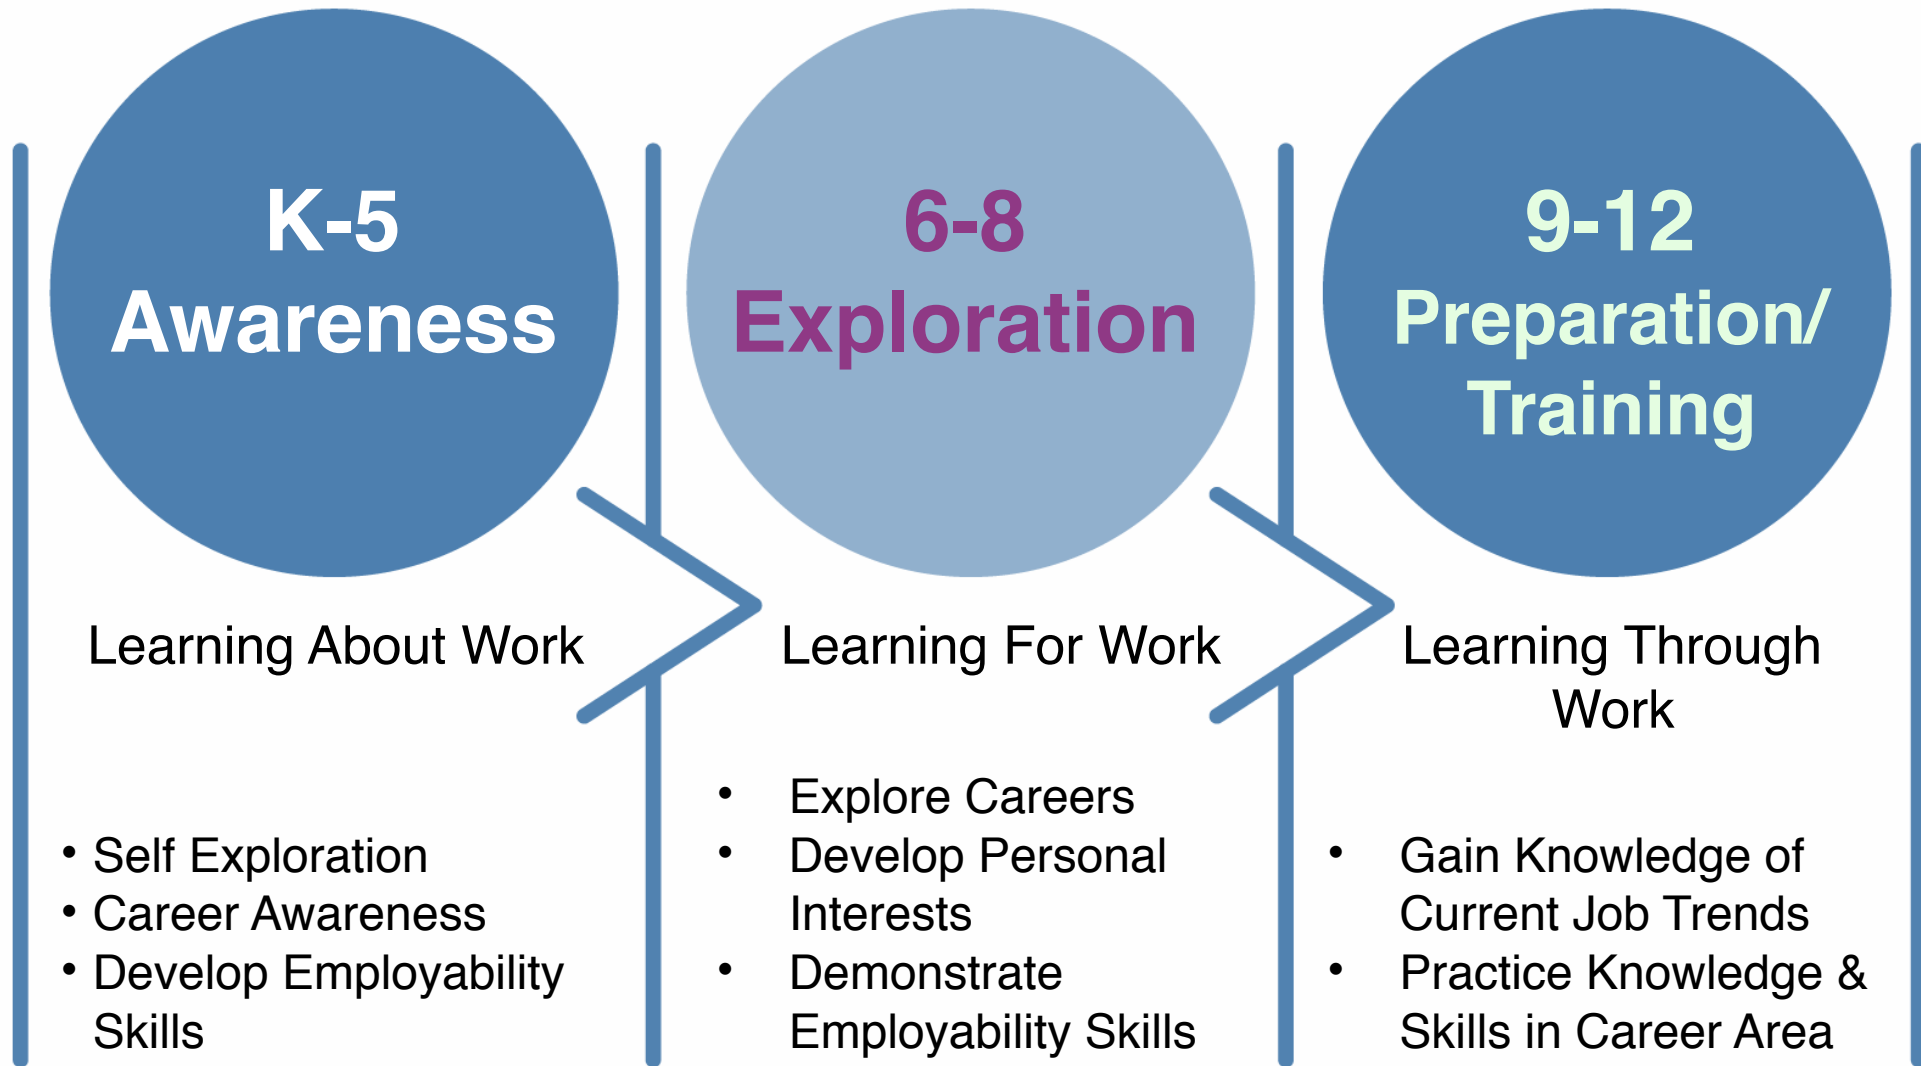 K-5
Awareness
Learning About Work
• Self Exploration
• Career Awareness
• Develop Employability
Skills
6-8
Exploration
Learning For Work
• Explore Careers
• Develop Personal
Interests
• Demonstrate
Employability Skills
9-12
Preparation/
Training
Learning Through
Work
• Gain Knowledge of
Current Job Trends
• Practice Knowledge &
Skills in Career Area